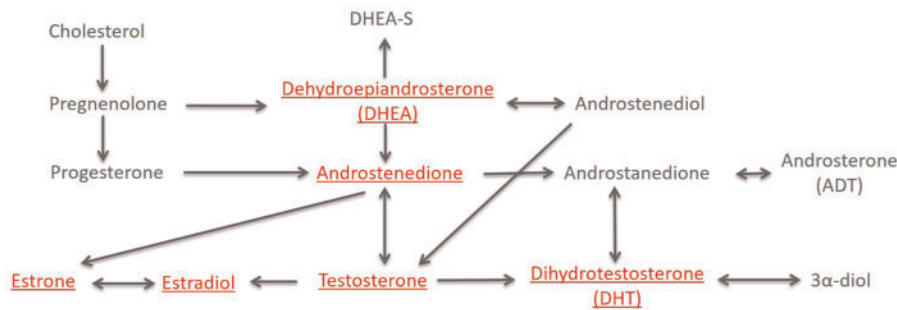 Cholesterol
DHEA-S
Pregnenolone
Dehydroepiandrosterone
(DHEA)
Androstenediol
Progesterone
Androstenedione
Androstanedione
Androsterone
(ADT)
Estrone
Estradiol
Testosterone
Dihydrotestosterone
(DHT)
3α-diol